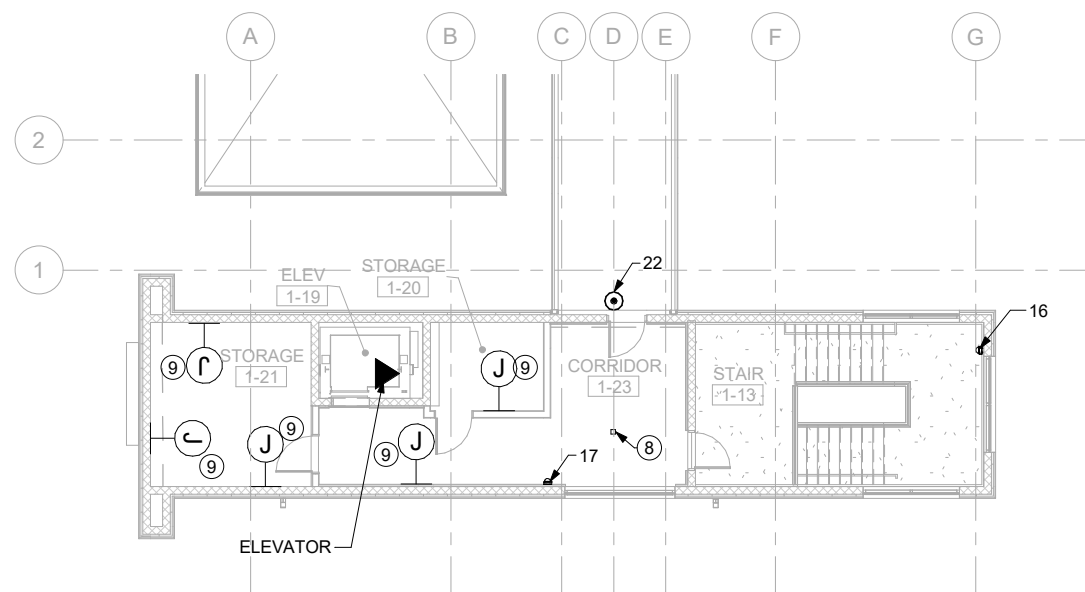 A
B
C
D
E
F
G
2
1
22
STORAGE
1-20
ELEV
1-19
16
STORAGE
1-21
CORRIDOR
1-23
STAIR
1-13
9
J
J
9
J
9
J
9
J
9
8
17
ELEVATOR